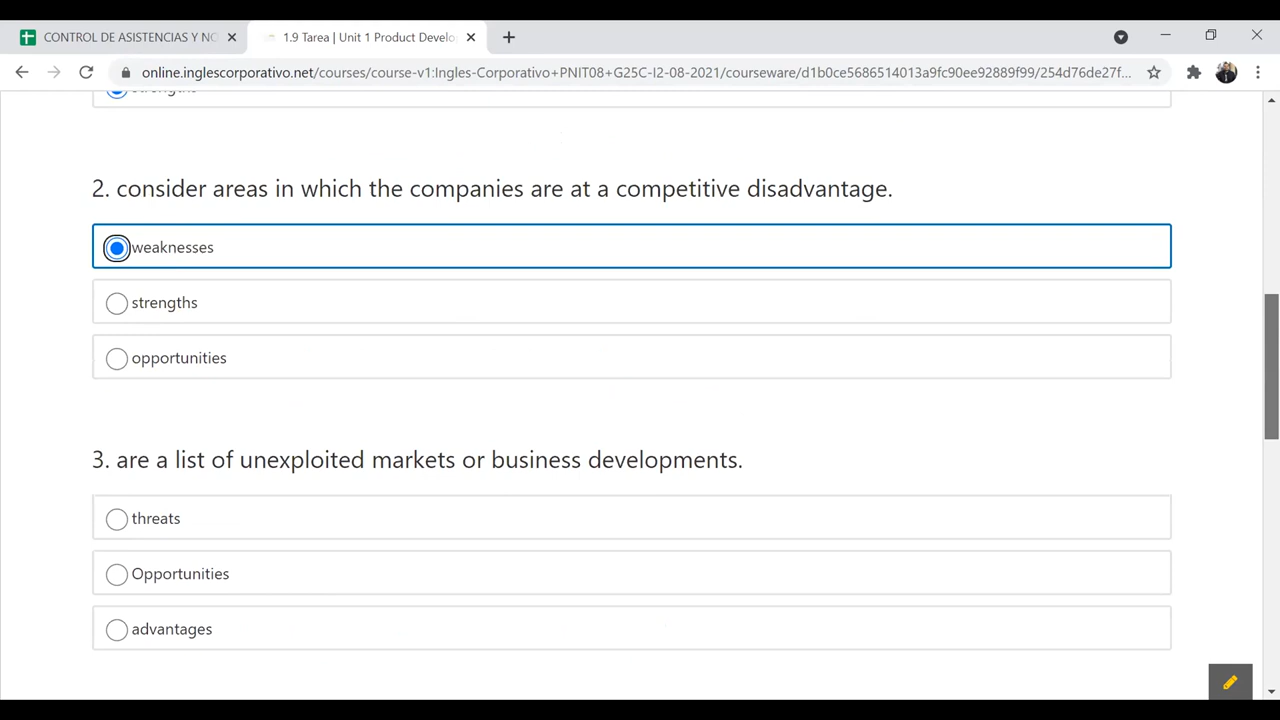 CONTROL DE ASISTENCIAS Y NO
1.9 Tarea | Unit 1 Product Develo
online.inglescorporativo.net/courses/course-v1:Ingles-Corporativo+PNIT08+G25C-I2-08-2021/courseware/d1b0ce5686514013a9fc90ee92889f99/254d76de27f...
strengths
2. consider areas in which the companies are at a competitive disadvantage.
weaknesses
strengths
opportunities
3. are a list of unexploited markets or business developments.
threats
Opportunities
advantages